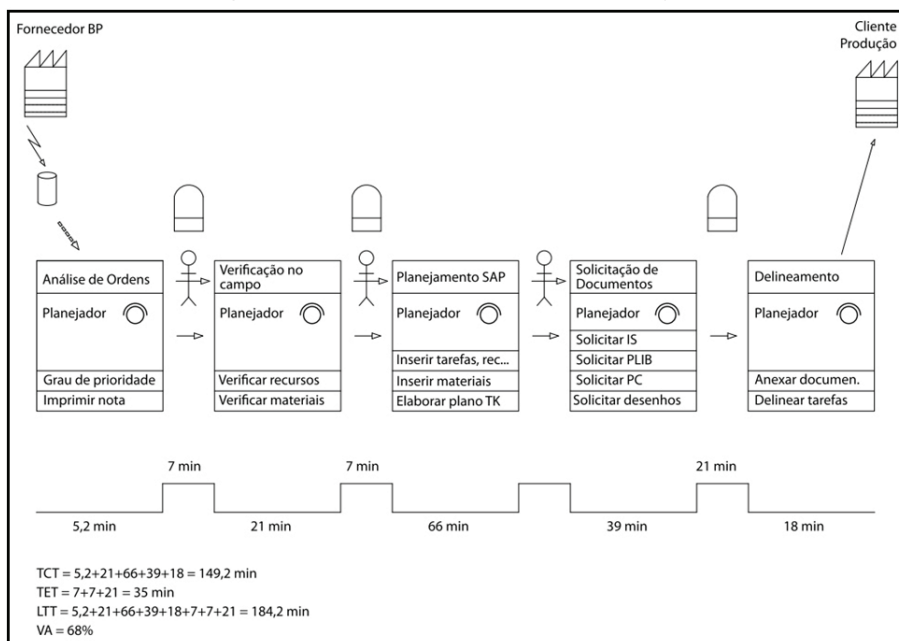 Fornecedor BP
Cliente
Produção
Análise de Ordens
Planejador
Grau de prioridade
Imprimir nota
Verificação no
campo
Planejador
Verificar recursos
Verificar materiais
Planejamento SAP
Planejador
Inserir tarefas, rec...
Inserir materiais
Elaborar plano TK
Solicitação de
Documentos
Planejador
Solicitar IS
Solicitar PLIB
Solicitar PC
Solicitar desenhos
Delineamento
Planejador
Anexar documen.
Delinear tarefas
7 min
7 min
21 min
5,2 min
21 min
66 min
39 min
18 min
TCT = 5,2+21+66+39+18 = 149,2 min
TET = 7+7+21 = 35 min
LTT = 5,2+21+66+39+18+7+7+21 = 184,2 min
VA = 68%